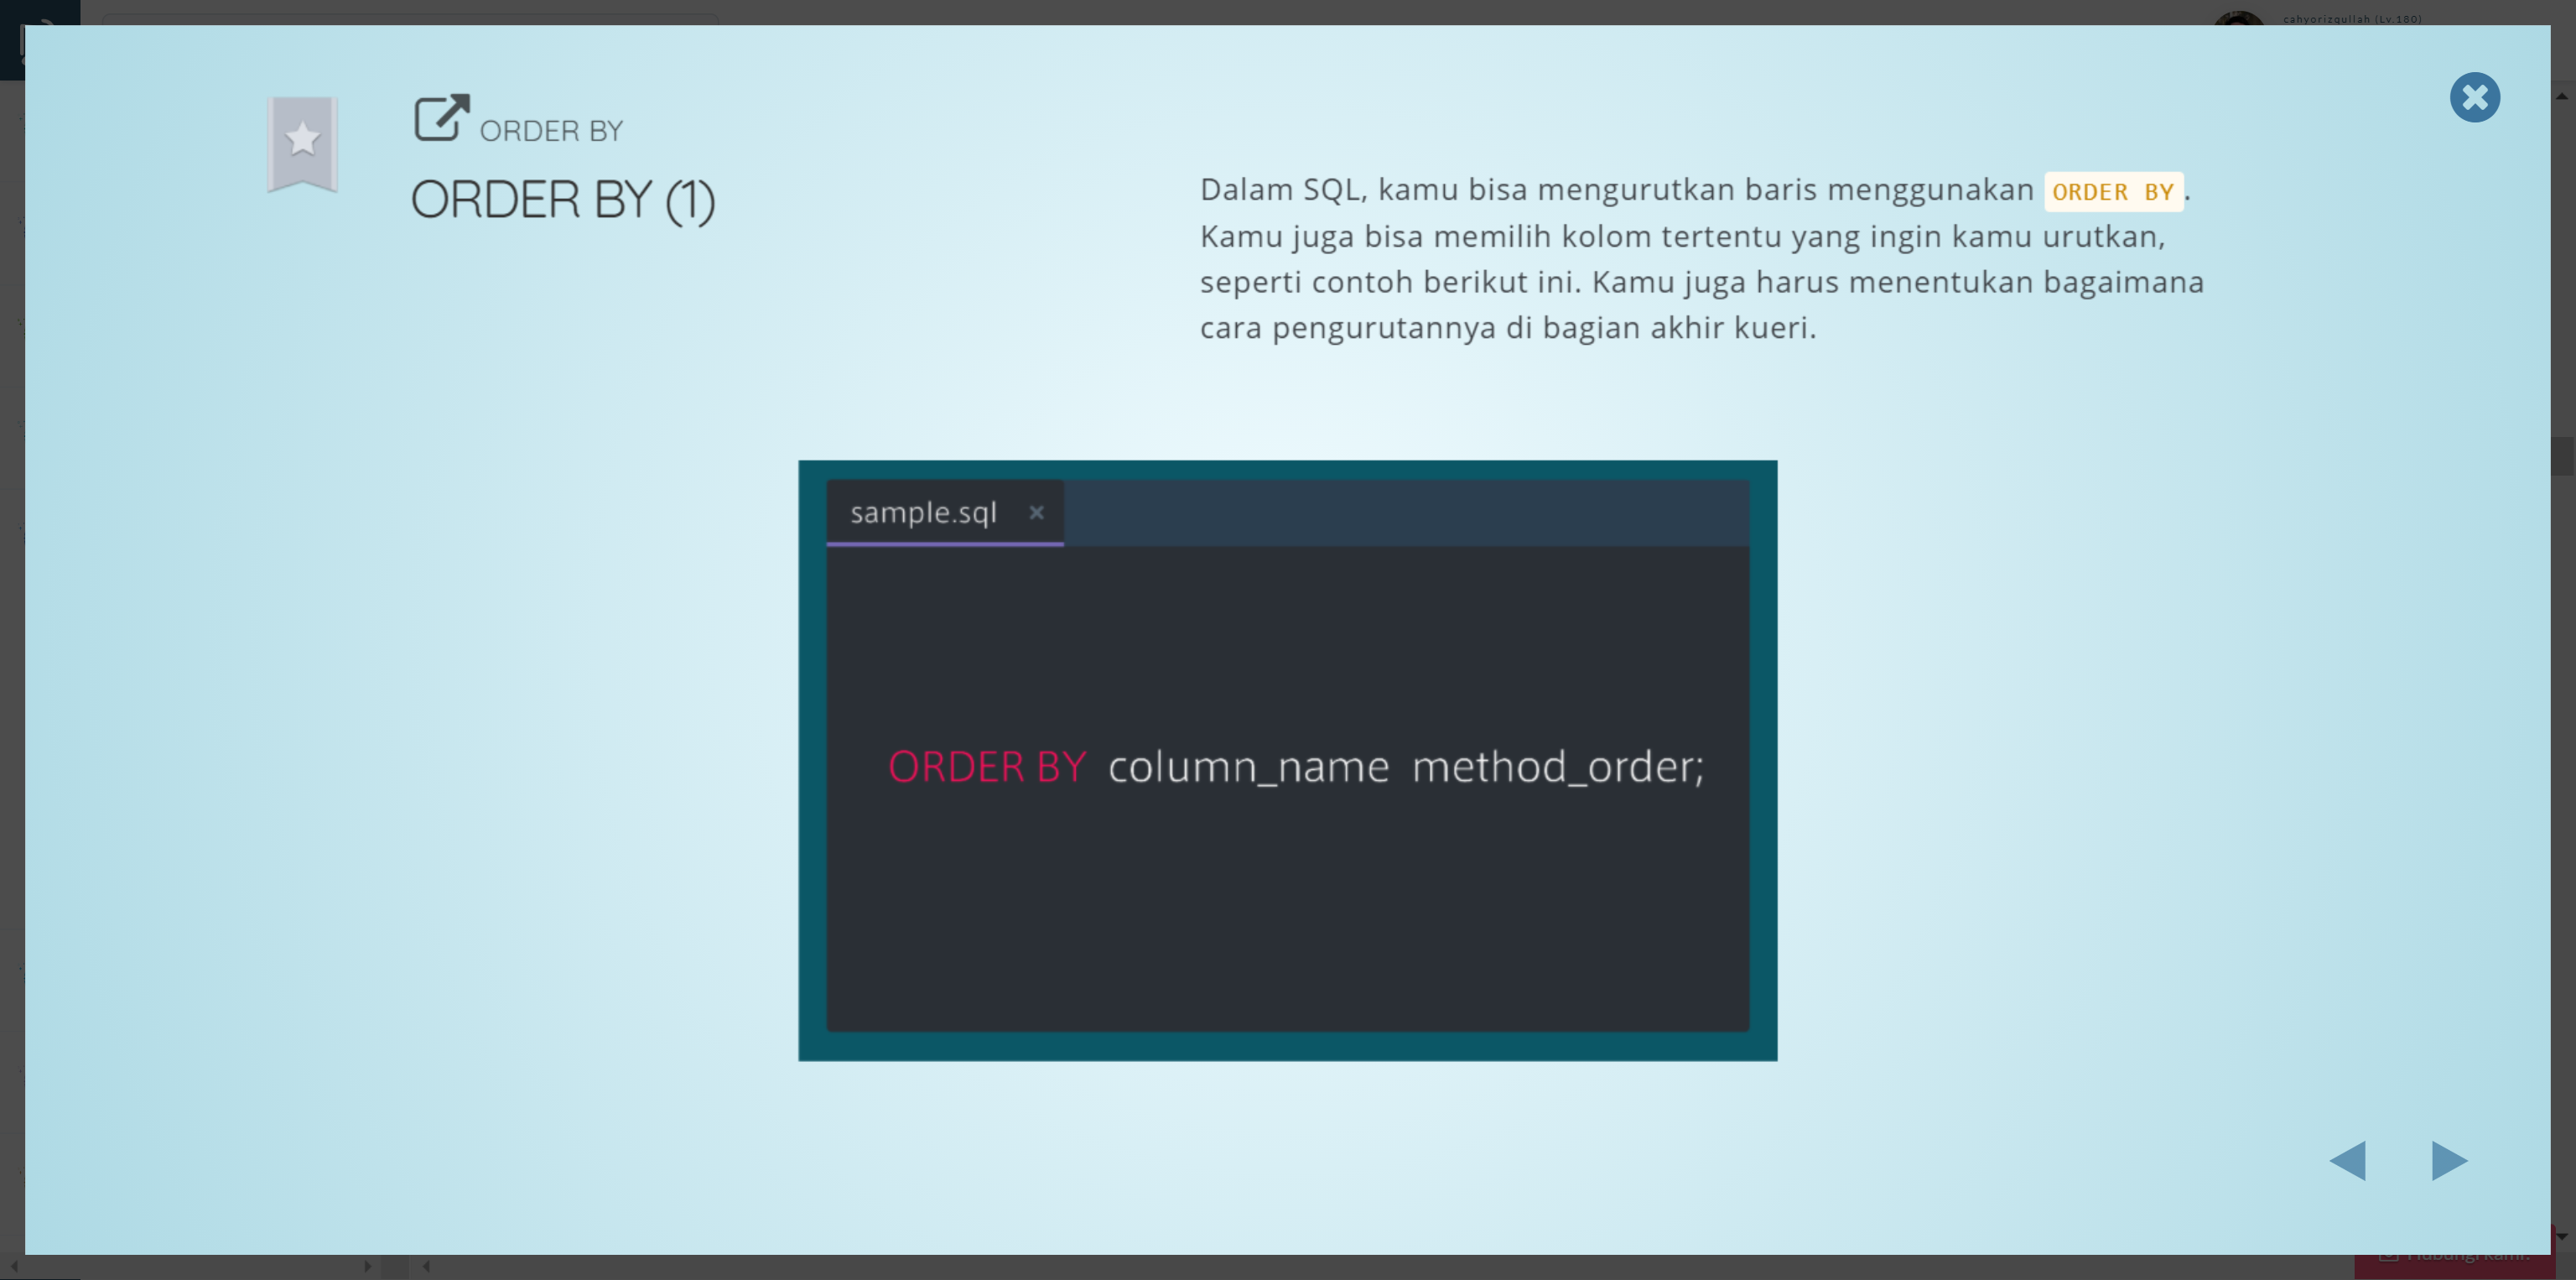 cahyorizqullah (Lv.180)
ORDER BY
ORDER BY (1)
Dalam SQL, kamu bisa mengurutkan baris menggunakan ORDER BY.
Kamu juga bisa memilih kolom tertentu yang ingin kamu urutkan,
seperti contoh berikut ini. Kamu juga harus menentukan bagaimana
cara pengurutannya di bagian akhir kueri.
sample.sql
ORDER BY column_name method_order;
Hubungi kami